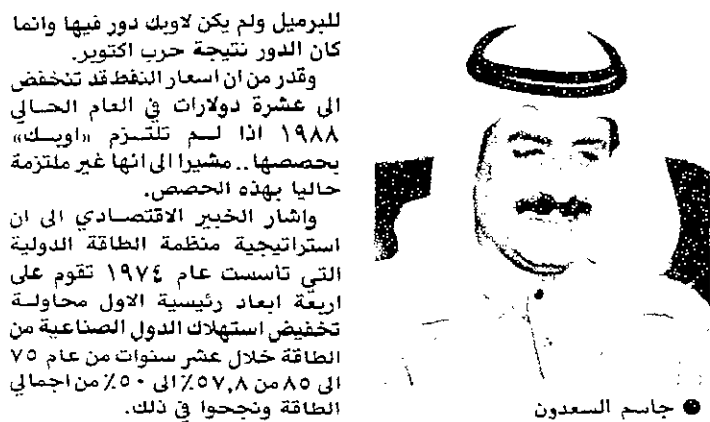 للبرميل ولم يكن لاوبك دور فيها وانما
كان الدور نتيجة حرب اكتوبر.
وقدر من ان اسعار النفط قد تنخفض
الى عشرة دولارات في العام الحالي
١٩٨٨ اذا لم تلتزم «اوبك»
بحصصها .. مشيرا الى انها غير ملتزمة
حاليا بهذه الحصص.
واشار الخبير الاقتصادي الى ان
استراتيجية منظمة الطاقة الدولية
التي تأسست عام ١٩٧٤ تقوم على
اربعة ابعاد رئيسية الاول محاولة
تخفيض استهلاك الدول الصناعية من
الطاقة خلال عشر سنوات من عام ٧٥
الى ٨٥ من ٥٧,٨٪ الى ٥٠٪ من اجمالي
الطاقة ونجحوا في ذلك.
● جاسم السعدون